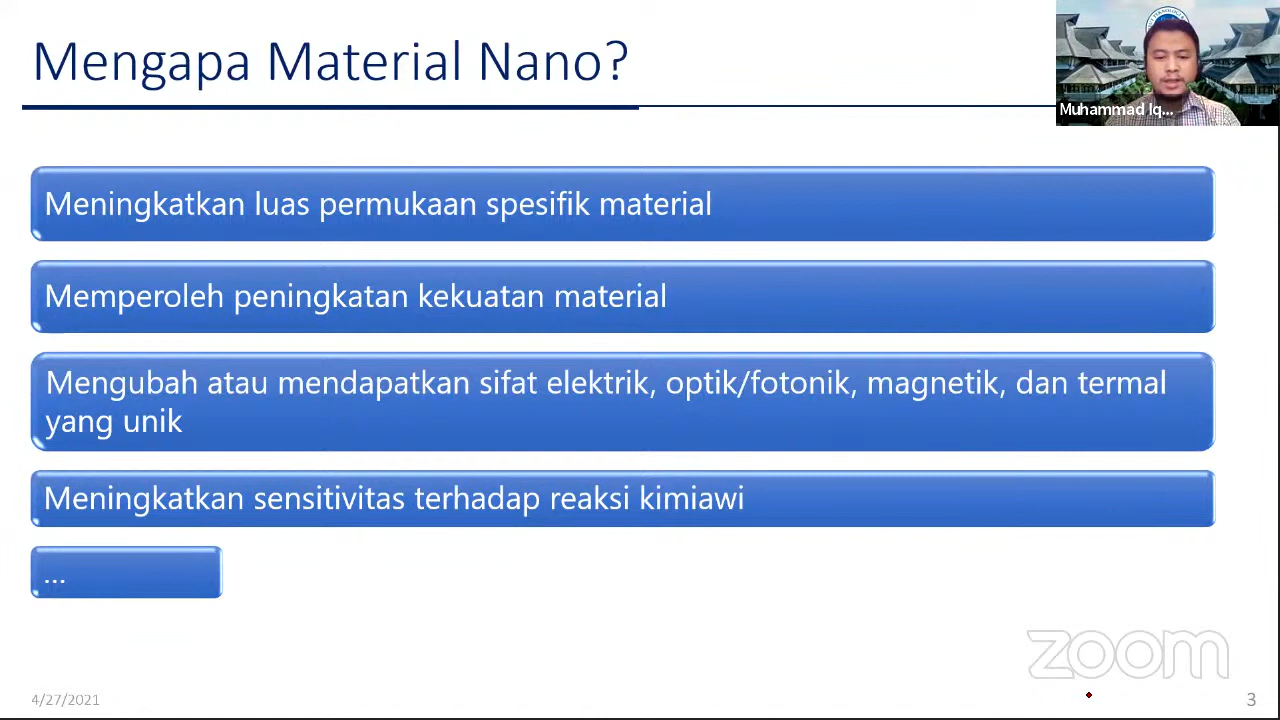 Mengapa Material Nano?
Muhammad Iq...
Meningkatkan luas permukaan spesifik material
Memperoleh peningkatan kekuatan material
Mengubah atau mendapatkan sifat elektrik, optik/fotonik, magnetik, dan termal
yang unik
Meningkatkan sensitivitas terhadap reaksi kimiawi
...
zoom
4/27/2021
3